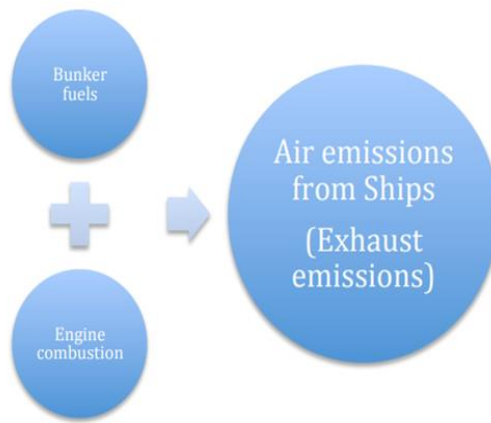 Bunker
fuels
Engine
combustion
Air emissions
from Ships
(Exhaust
emissions)